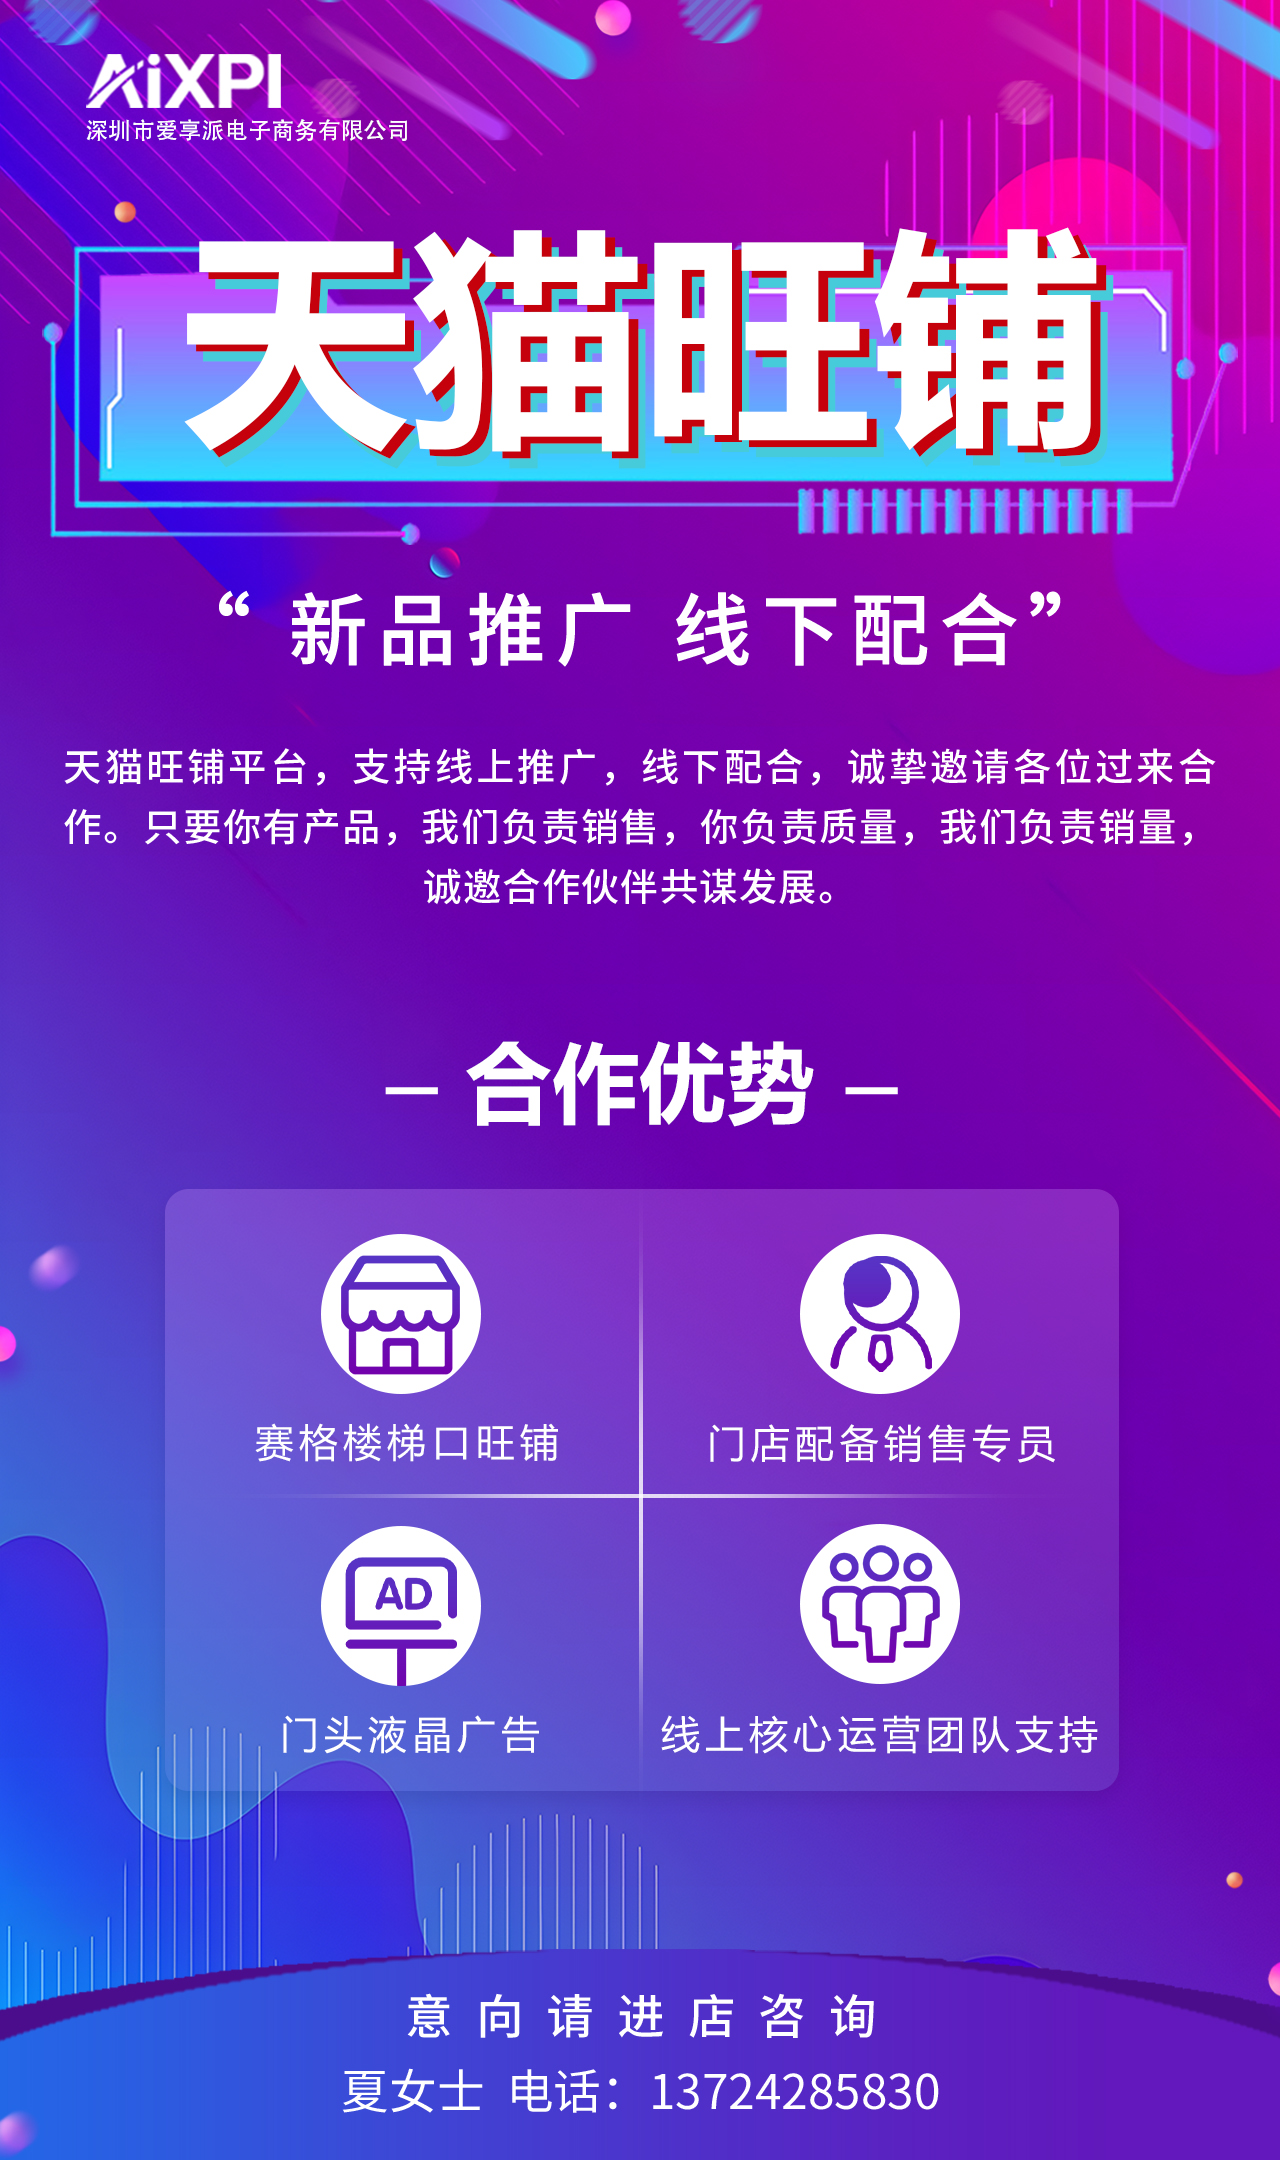 AiXPI
深圳市爱享派电子商务有限公司
天猫旺铺
“新品推广 线下配合”
天猫旺铺平台，支持线上推广，线下配合，诚挚邀请各位过来合
作。只要你有产品，我们负责销售，你负责质量，我们负责销量，
诚邀合作伙伴共谋发展。
— 合作优势 —
赛格楼梯口旺铺
门店配备销售专员
AD
门头液晶广告
线上核心运营团队支持
意向请进店咨询
夏女士 电话：13724285830